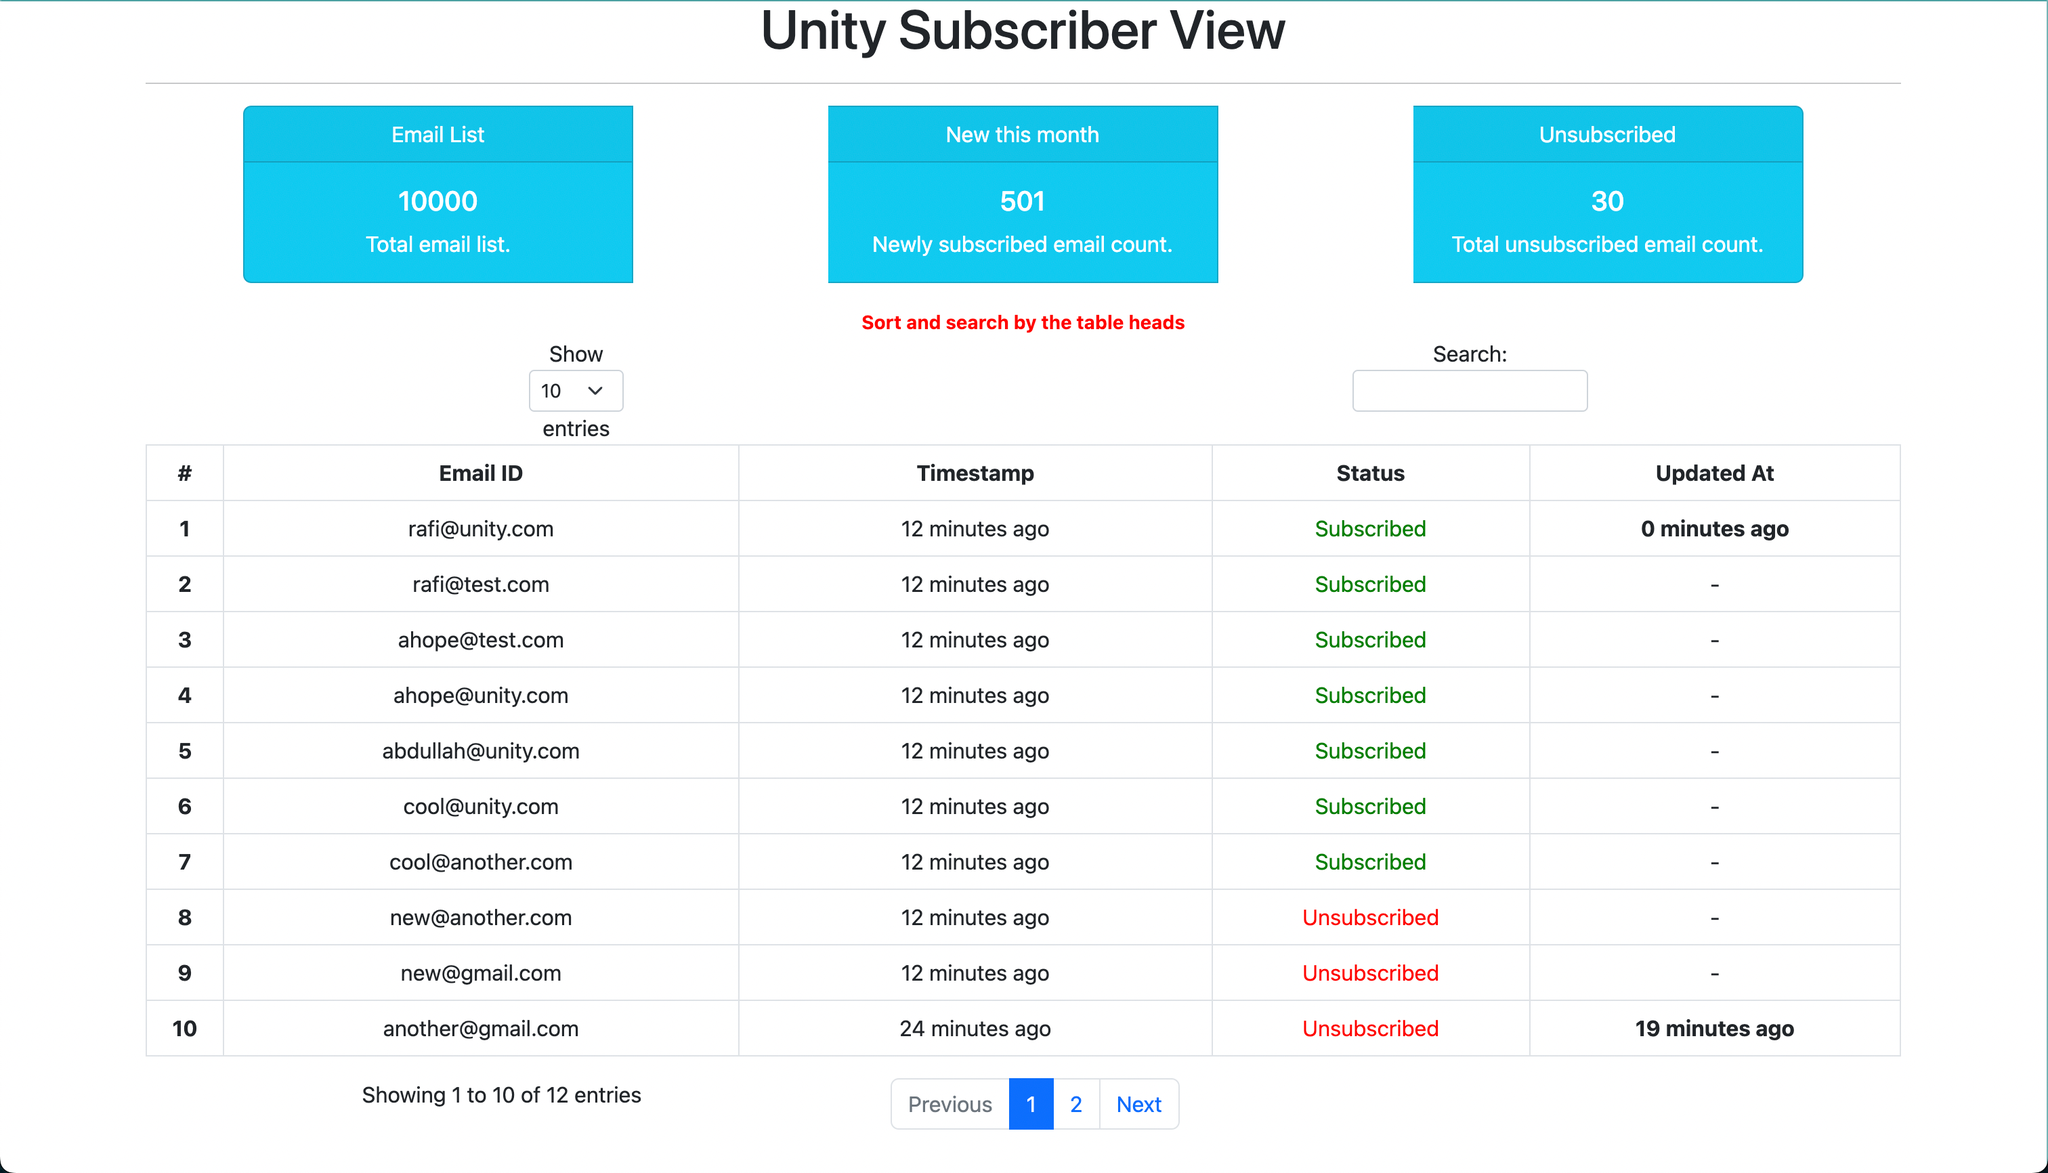 Unity Subscriber View
Email List
10000
Total email list.
New this month
501
Newly subscribed email count.
Unsubscribed
30
Total unsubscribed email count.
Sort and search by the table heads
Show
10
entries
Search:
# Email ID Timestamp Status Updated At
1 rafi@unity.com 12 minutes ago Subscribed 0 minutes ago
2 rafi@test.com 12 minutes ago Subscribed -
3 ahope@test.com 12 minutes ago Subscribed -
4 ahope@unity.com 12 minutes ago Subscribed -
5 abdullah@unity.com 12 minutes ago Subscribed -
6 cool@unity.com 12 minutes ago Subscribed -
7 cool@another.com 12 minutes ago Subscribed -
8 new@another.com 12 minutes ago Unsubscribed -
9 new@gmail.com 12 minutes ago Unsubscribed -
10 another@gmail.com 24 minutes ago Unsubscribed 19 minutes ago
Showing 1 to 10 of 12 entries
Previous 1 2 Next